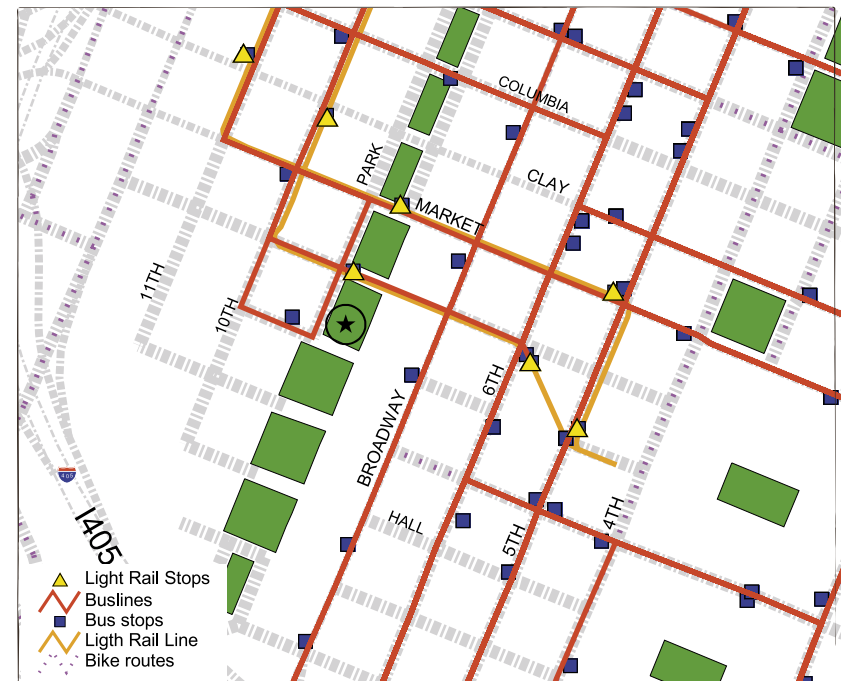 COLUMBIA
PARK
CLAY
MARKET
11TH
10TH
6TH
BROADWAY
405
I405
HALL
5TH
4TH
Light Rail Stops
Buslines
Bus stops
Ligth Rail Line
Bike routes